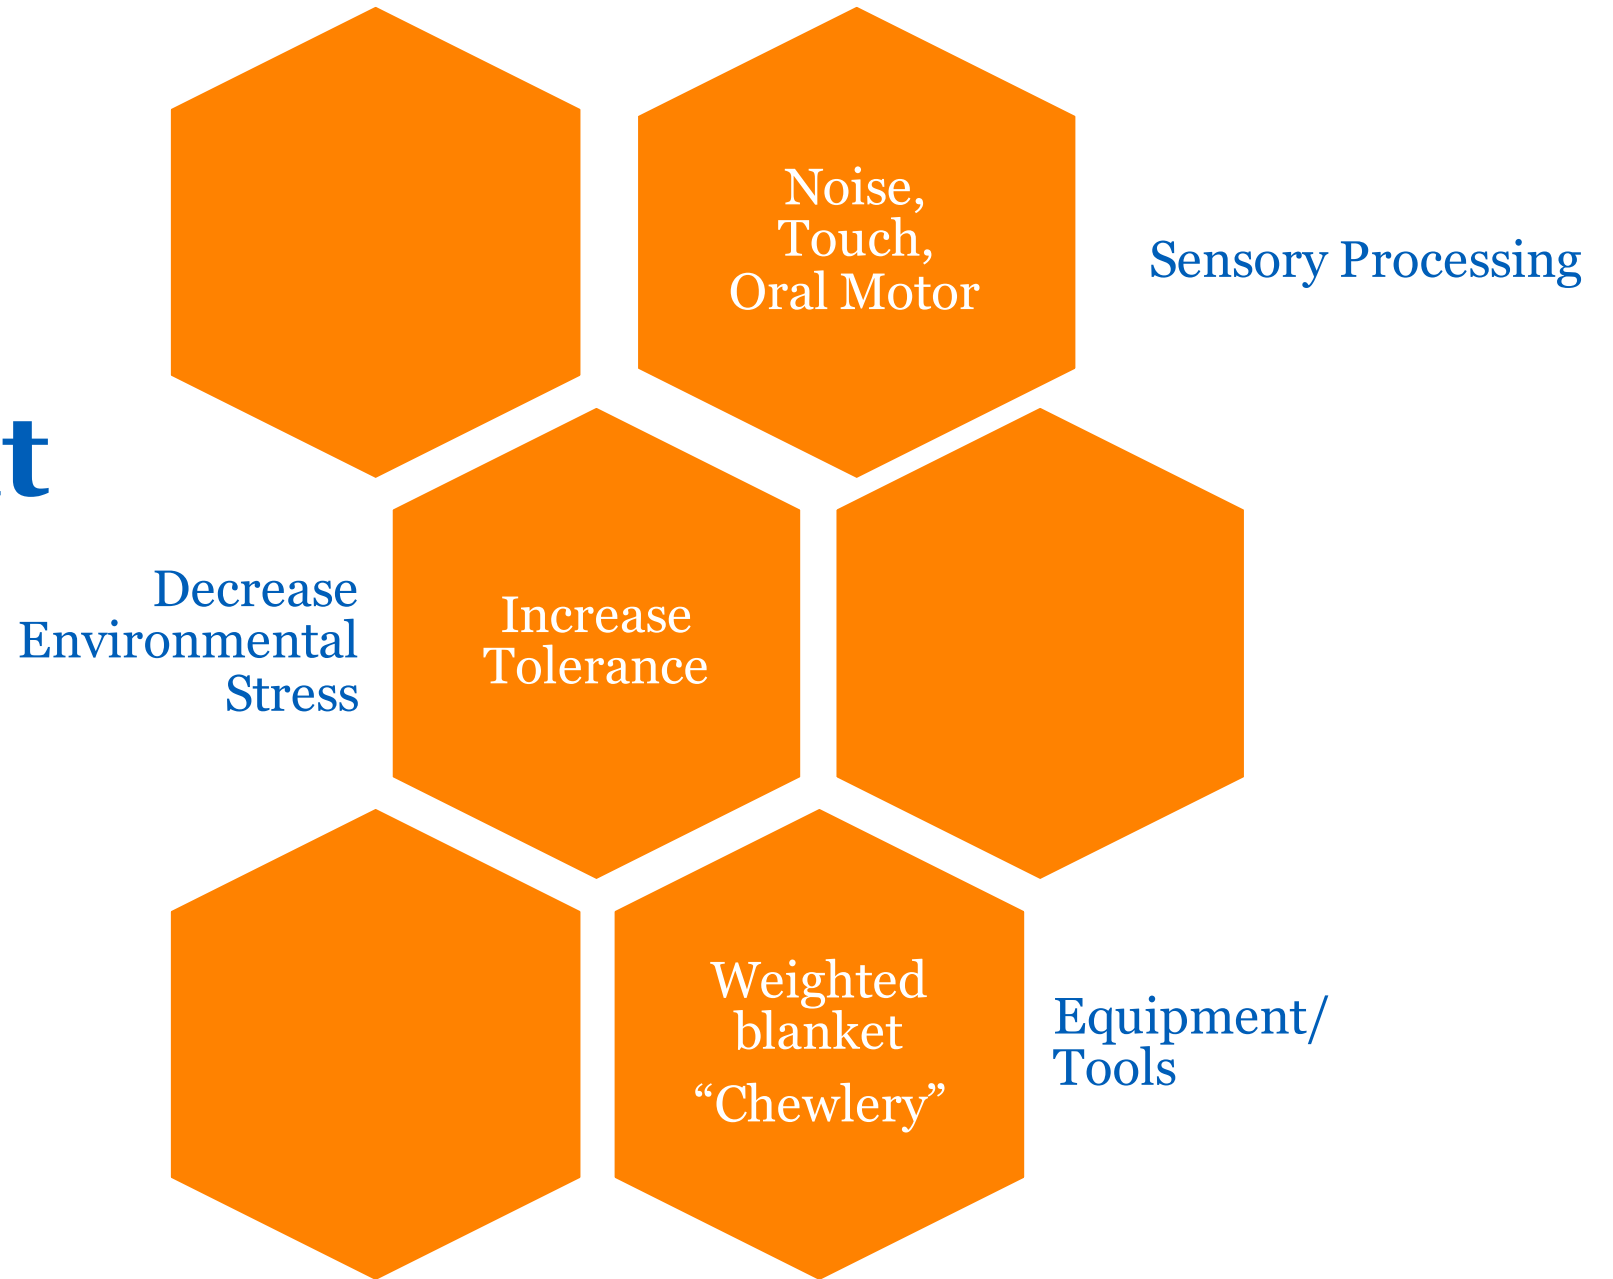 Noise,
Touch,
Oral Motor
Sensory Processing
Decrease
Environmental
Stress
Increase
Tolerance
Weighted
blanket
“Chewlery”
Equipment/
Tools